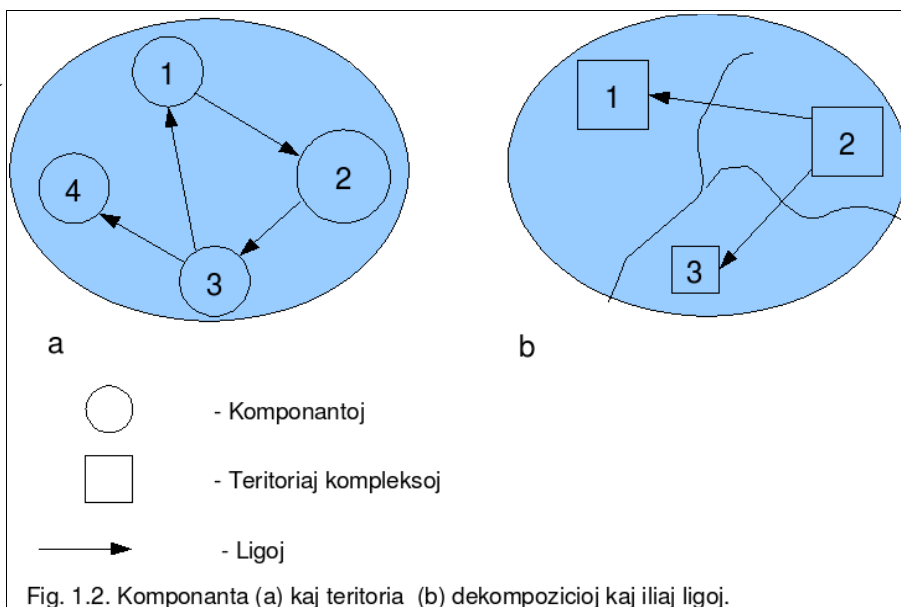 1
1
2
2
4
3
3
a
b
- Komponantoj
- Teritoriaj kompleksoj
- Ligoj
Fig. 1.2. Komponanta (a) kaj teritoria (b) dekompozicioj kaj iliaj ligoj.